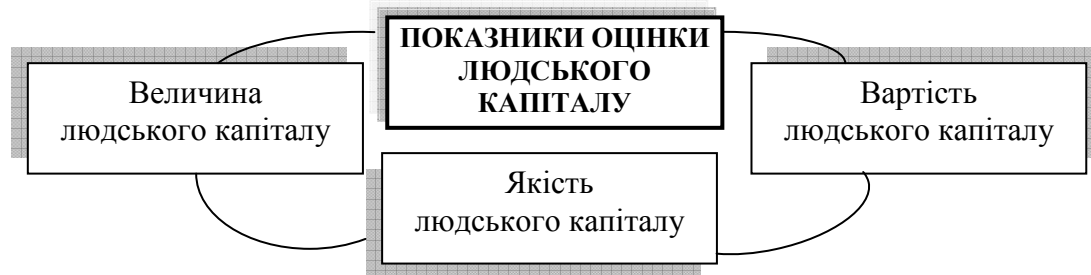 ПОКАЗНИКИ ОЦІНКИ
ЛЮДСЬКОГО
КАПІТАЛУ
Величина
людського капіталу
Вартість
людського капіталу
Якість
людського капіталу